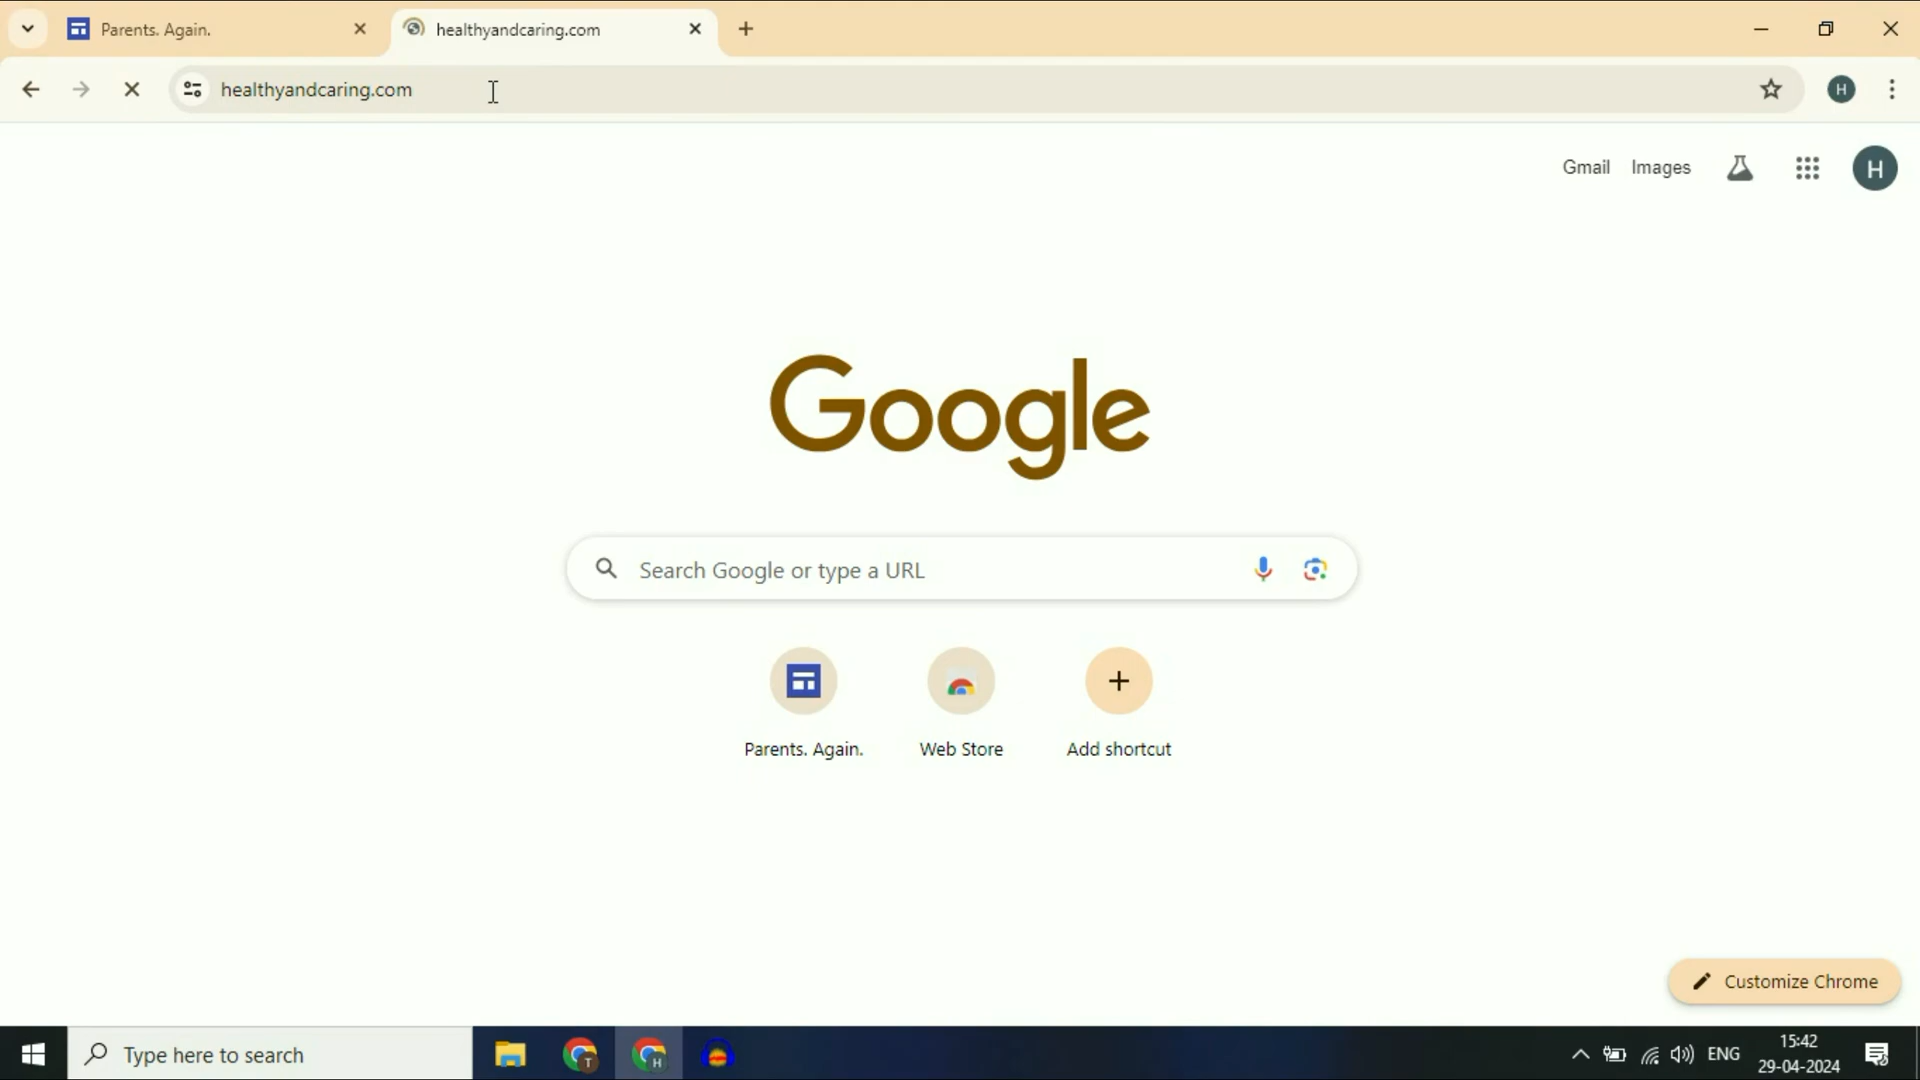 Parents. Again.
healthyandcaring.com
healthyandcaring.com
H
Gmail
Images
H
Google
Search Google or type a URL
Parents. Again.
Web Store
Add shortcut
Customize Chrome
Type here to search
T
H
ENG
15:42
29-04-2024